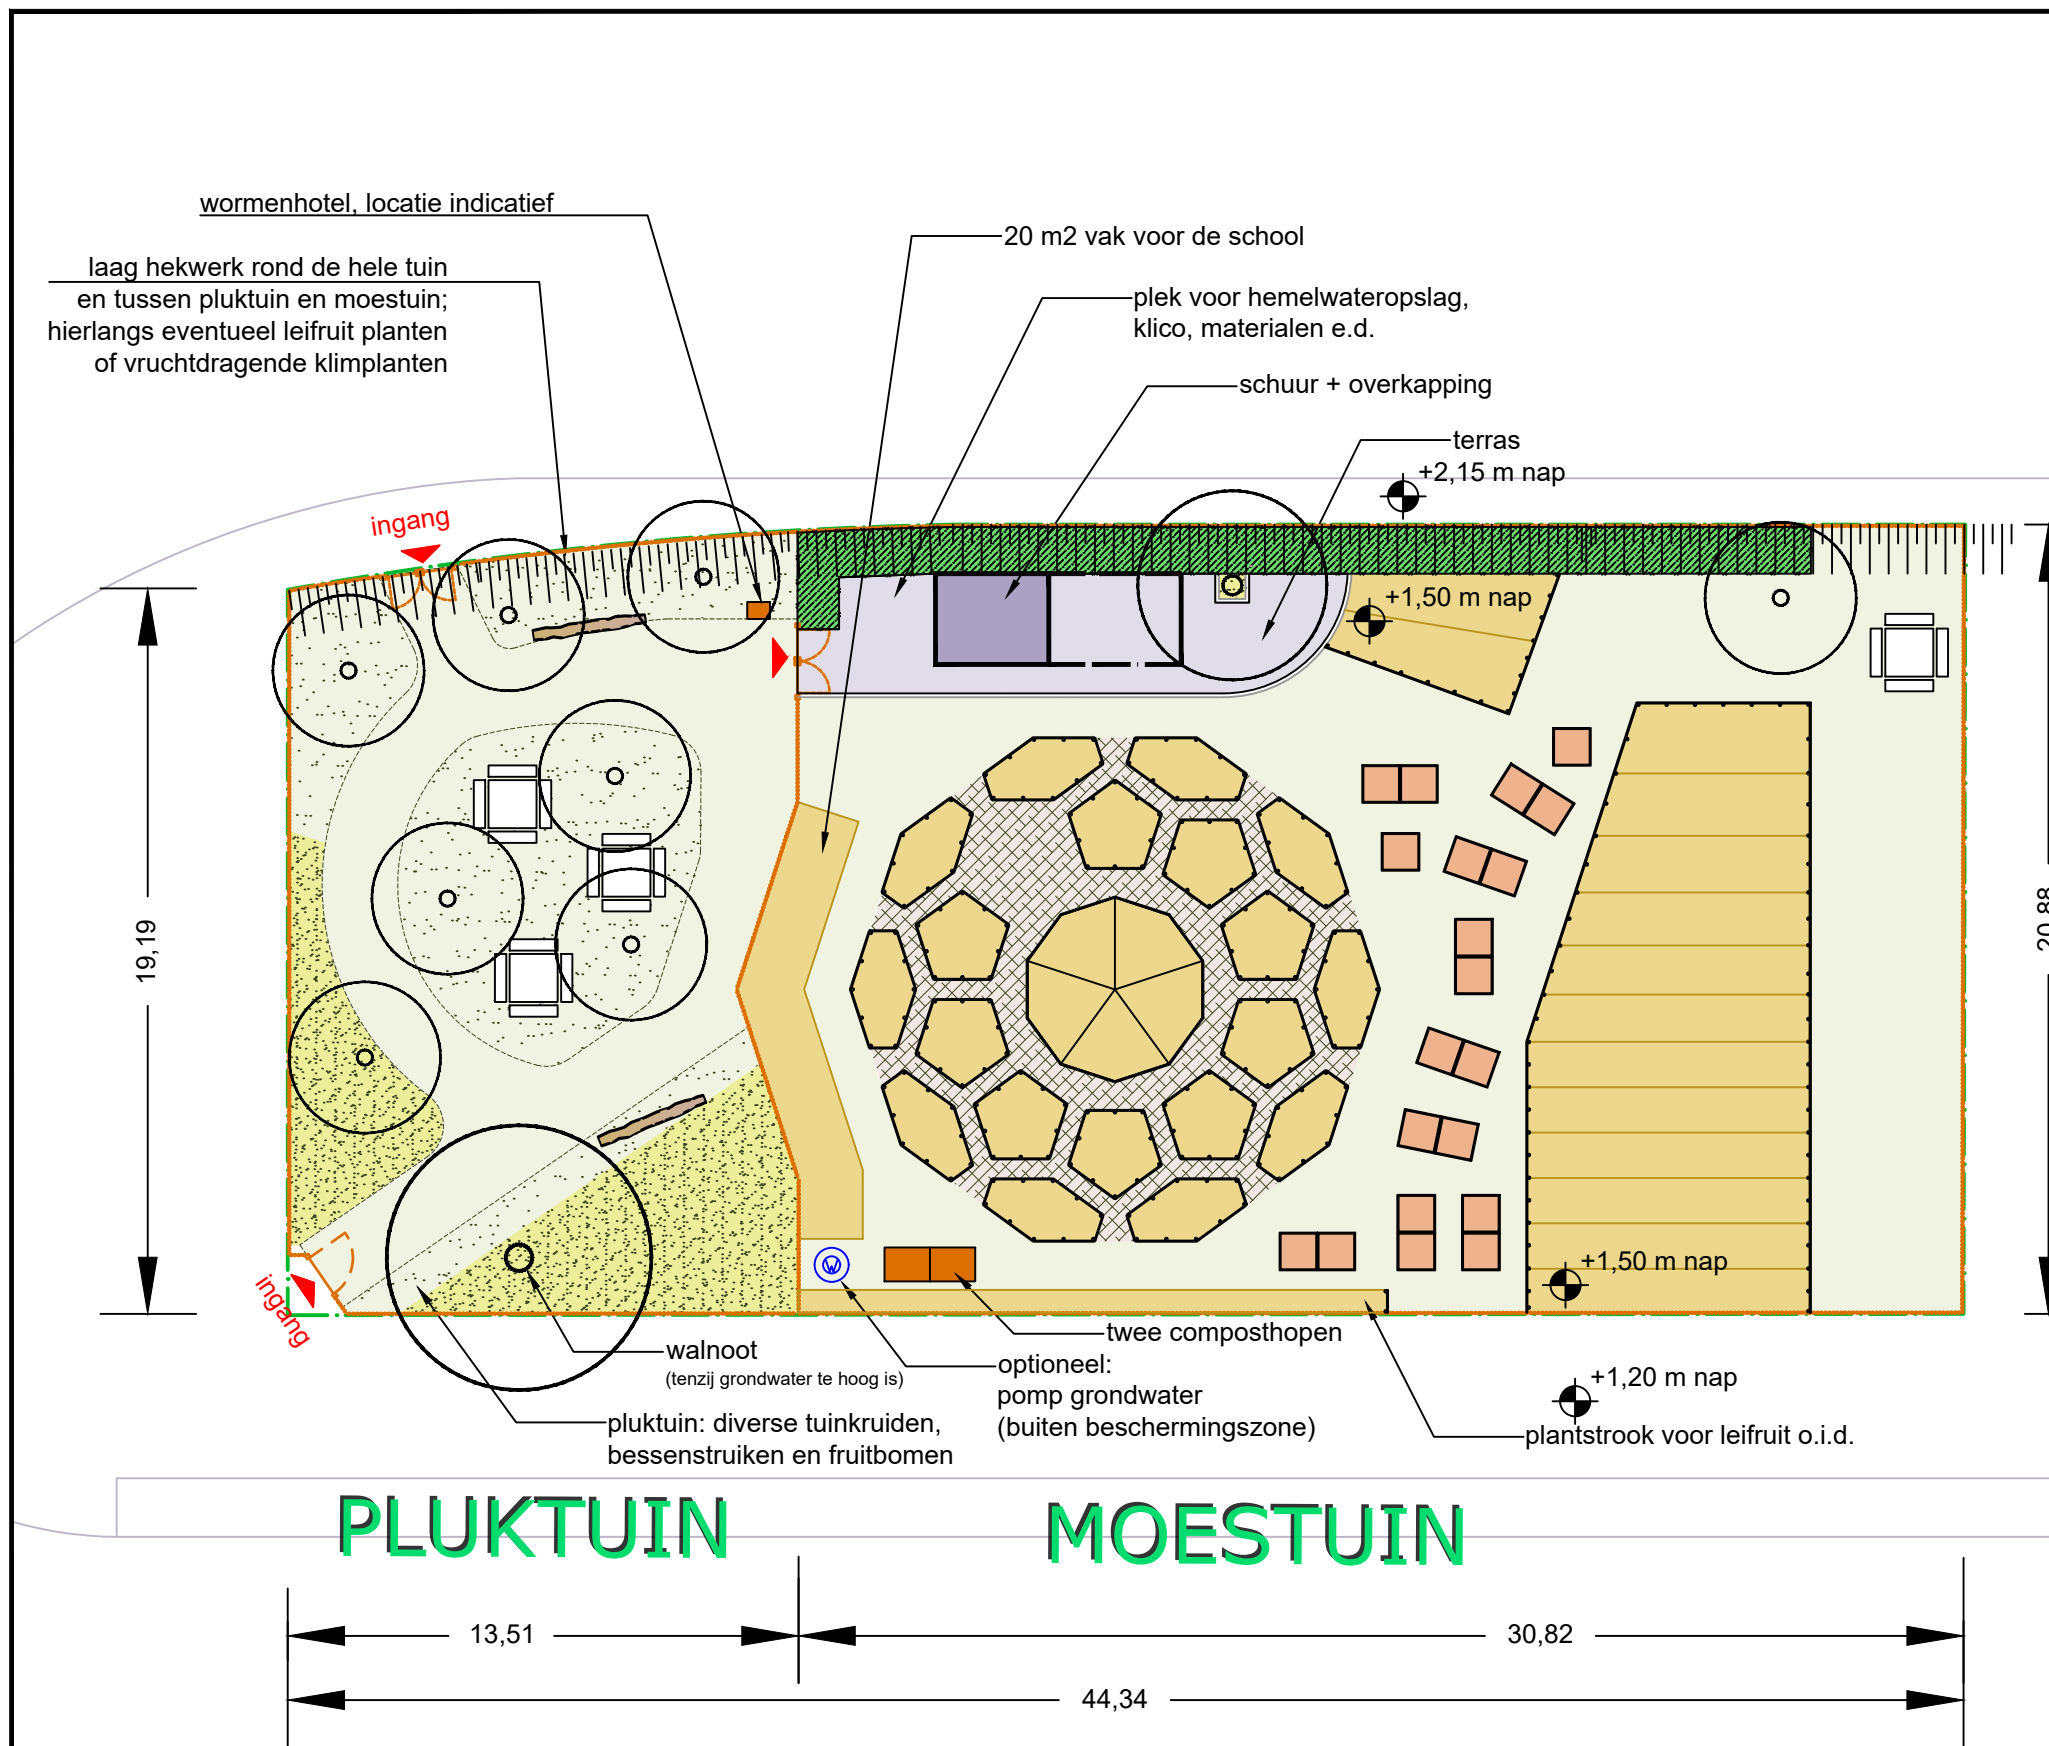 wormenhotel, locatie indicatief
laag hekwerk rond de hele tuin
en tussen pluktuin en moestuin;
hierlangs eventueel leifruit planten
of vruchtdragende klimplanten
20 m2 vak voor de school
plek voor hemelwateropslag,
klico, materialen e.d.
schuur + overkapping
terras
+2,15 m nap
ingang
+1,50 m nap
19,19
20,88
W
+1,50 m nap
ingang
walnoot
(tenzij grondwater te hoog is)
pluktuin: diverse tuinkruiden,
bessenstruiken en fruitbomen
twee composthopen
optioneel:
pomp grondwater
(buiten beschermingszone)
+1,20 m nap
plantstrook voor leifruit o.i.d.
PLUKTUIN
MOESTUIN
13,51
30,82
44,34